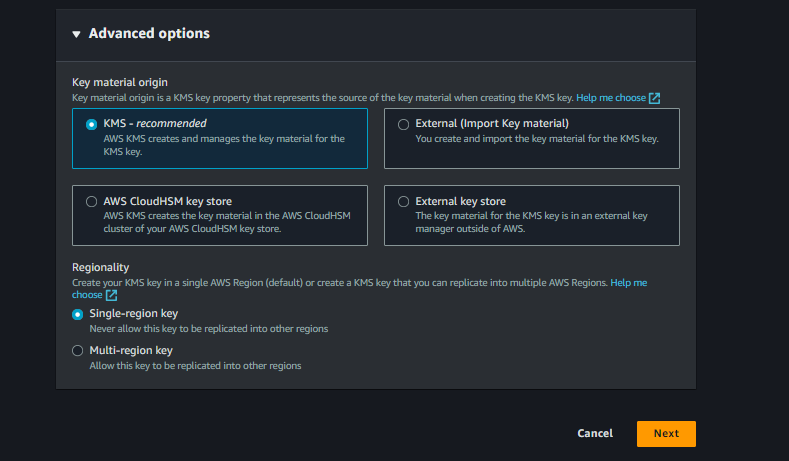 Advanced options
Key material origin
Key material origin is a KMS key property that represents the source of the key material when creating the KMS key. Help me choose
KMS - recommended
AWS KMS creates and manages the key material for the
KMS key.
External (Import Key material)
You create and import the key material for the KMS key.
AWS CloudHSM key store
AWS KMS creates the key material in the AWS CloudHSM
cluster of your AWS CloudHSM key store.
External key store
The key material for the KMS key is in an external key
manager outside of AWS.
Regionality
Create your KMS key in a single AWS Region (default) or create a KMS key that you can replicate into multiple AWS Regions. Help me
choose
Single-region key
Never allow this key to be replicated into other regions
Multi-region key
Allow this key to be replicated into other regions
Cancel
Next